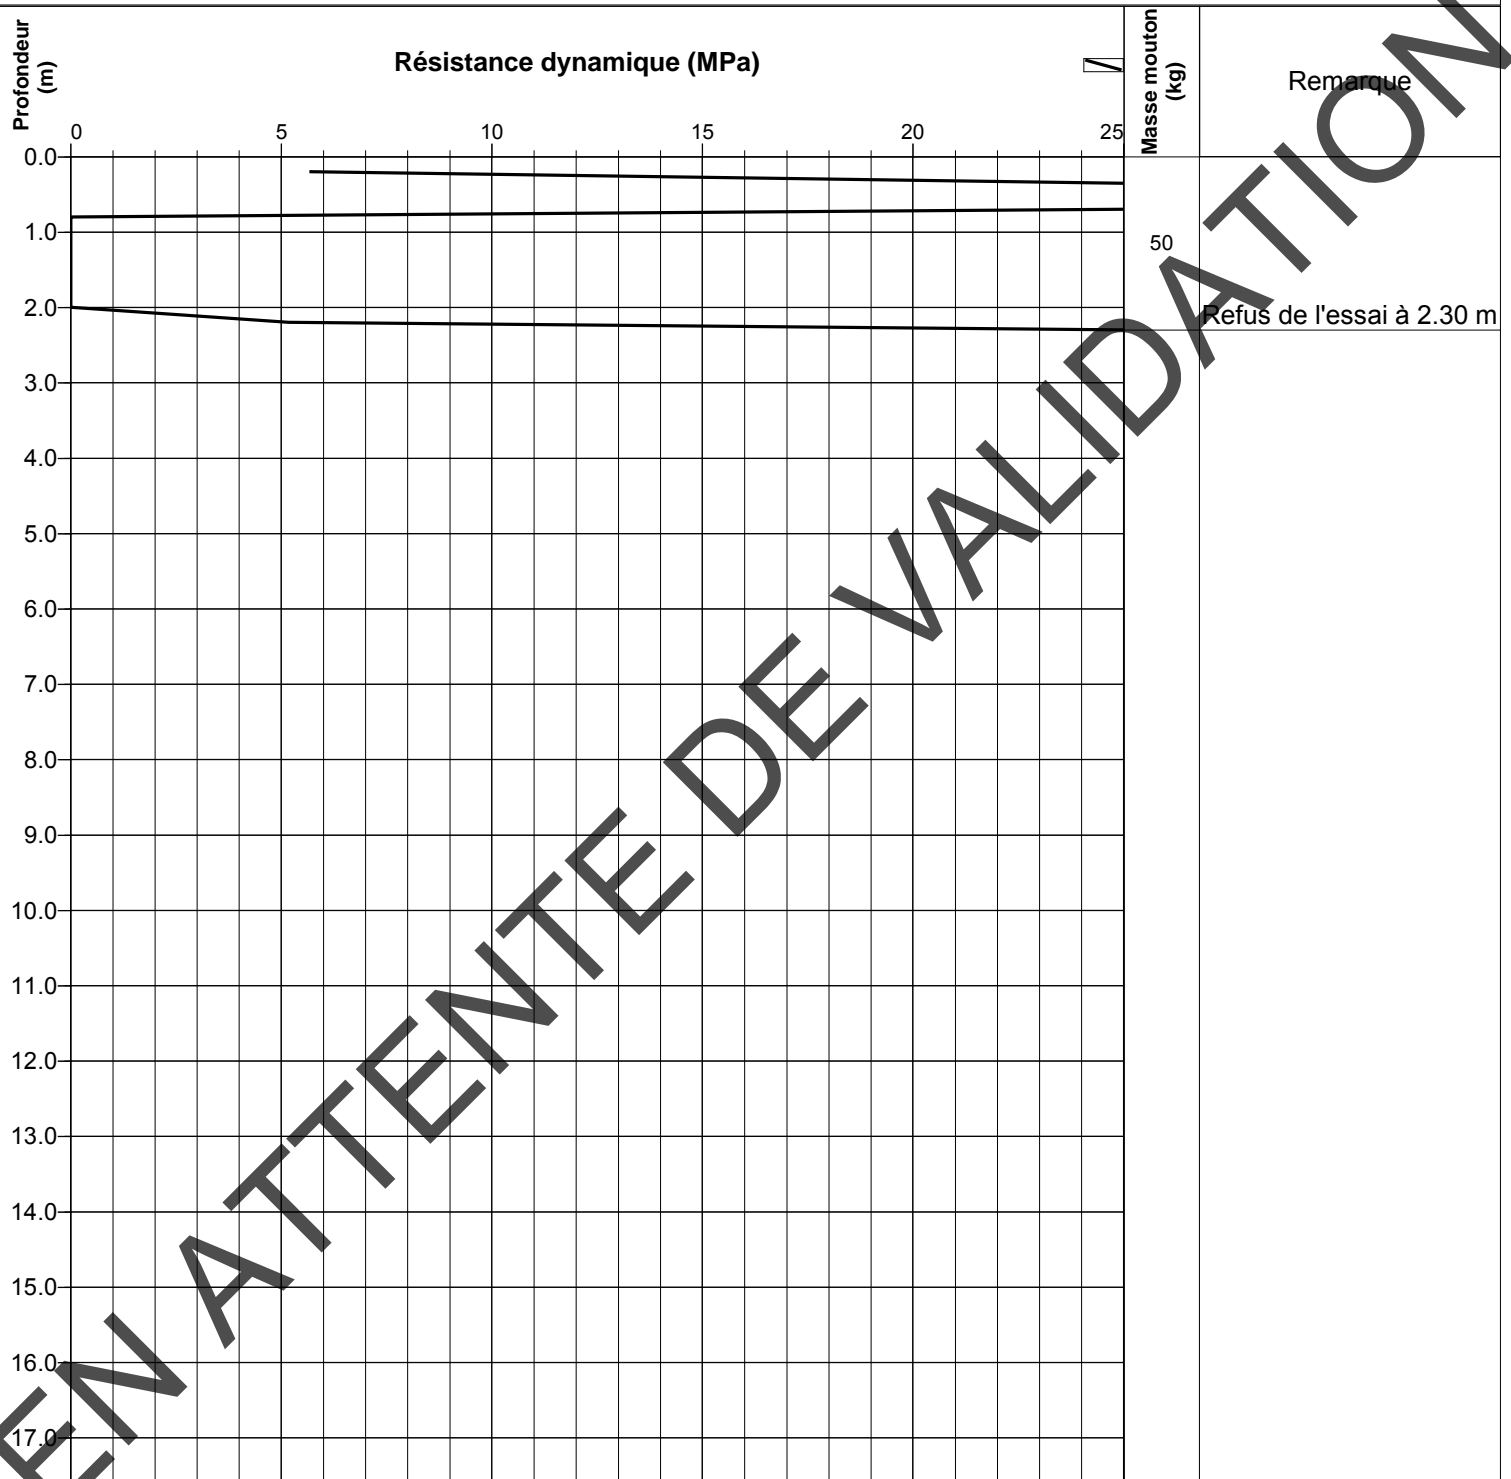 Profondeur
(m)
Résistance dynamique (MPa)
Masse mouton
(kg)
Remarque
0 5 10 15 20 25
0.0
1.0
50
2.0
Refus de l'essai à 2.30 m
3.0
4.0
5.0
6.0
7.0
8.0
9.0
10.0
11.0
12.0
13.0
14.0
15.0
16.0
17.0
EN ATTENTE DE VALIDATION